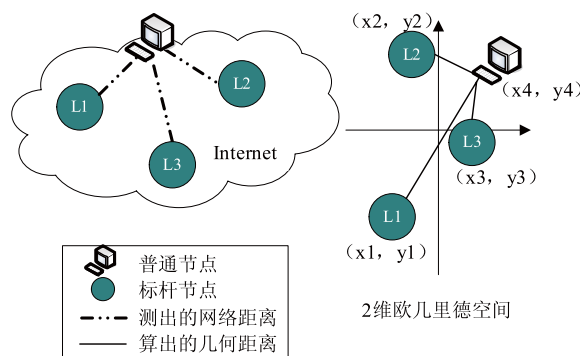 L1
L2
L3
Internet
(x2，y2)
L2
(x4，y4)
L3
(x3，y3)
L1
(x1，y1)
普通节点
标杆节点
测出的网络距离
算出的几何距离
2维欧几里德空间